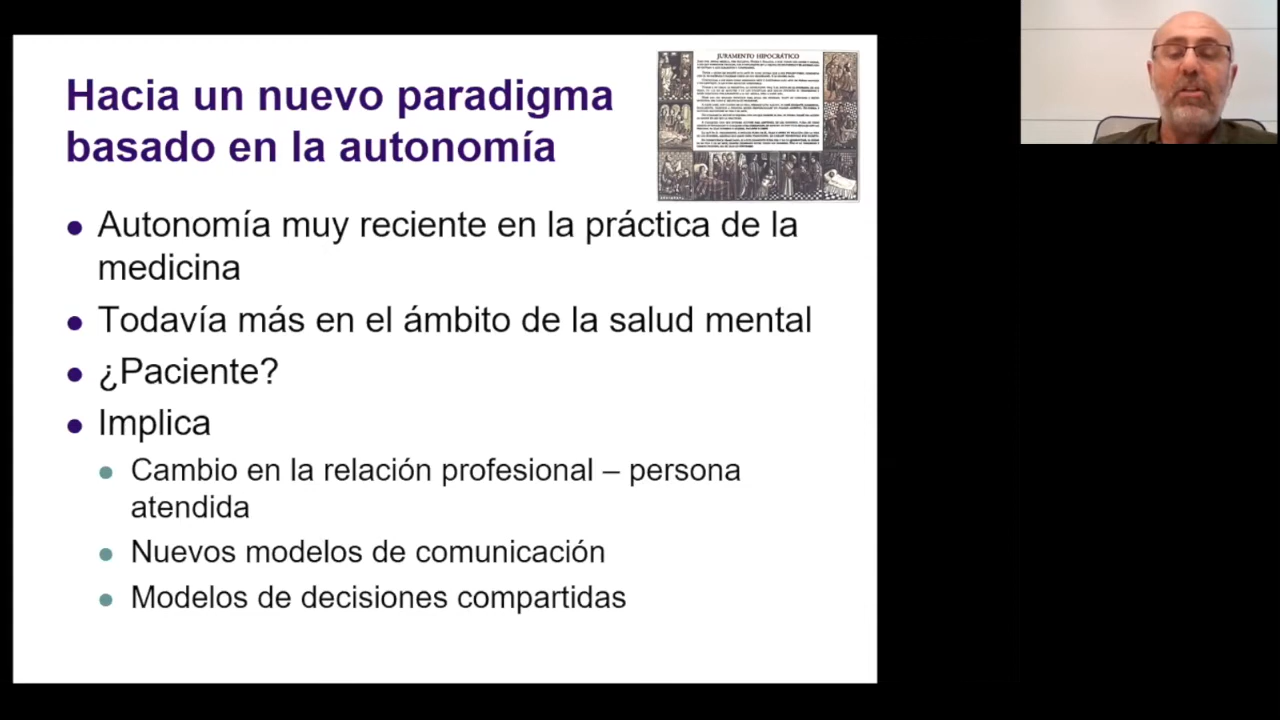 Hacia un nuevo paradigma
basado en la autonomía
JURAMENTO HIPOCRÁTICO
Autonomía muy reciente en la práctica de la
medicina
Todavía más en el ámbito de la salud mental
¿Paciente?
Implica
Cambio en la relación profesional – persona
atendida
Nuevos modelos de comunicación
Modelos de decisiones compartidas